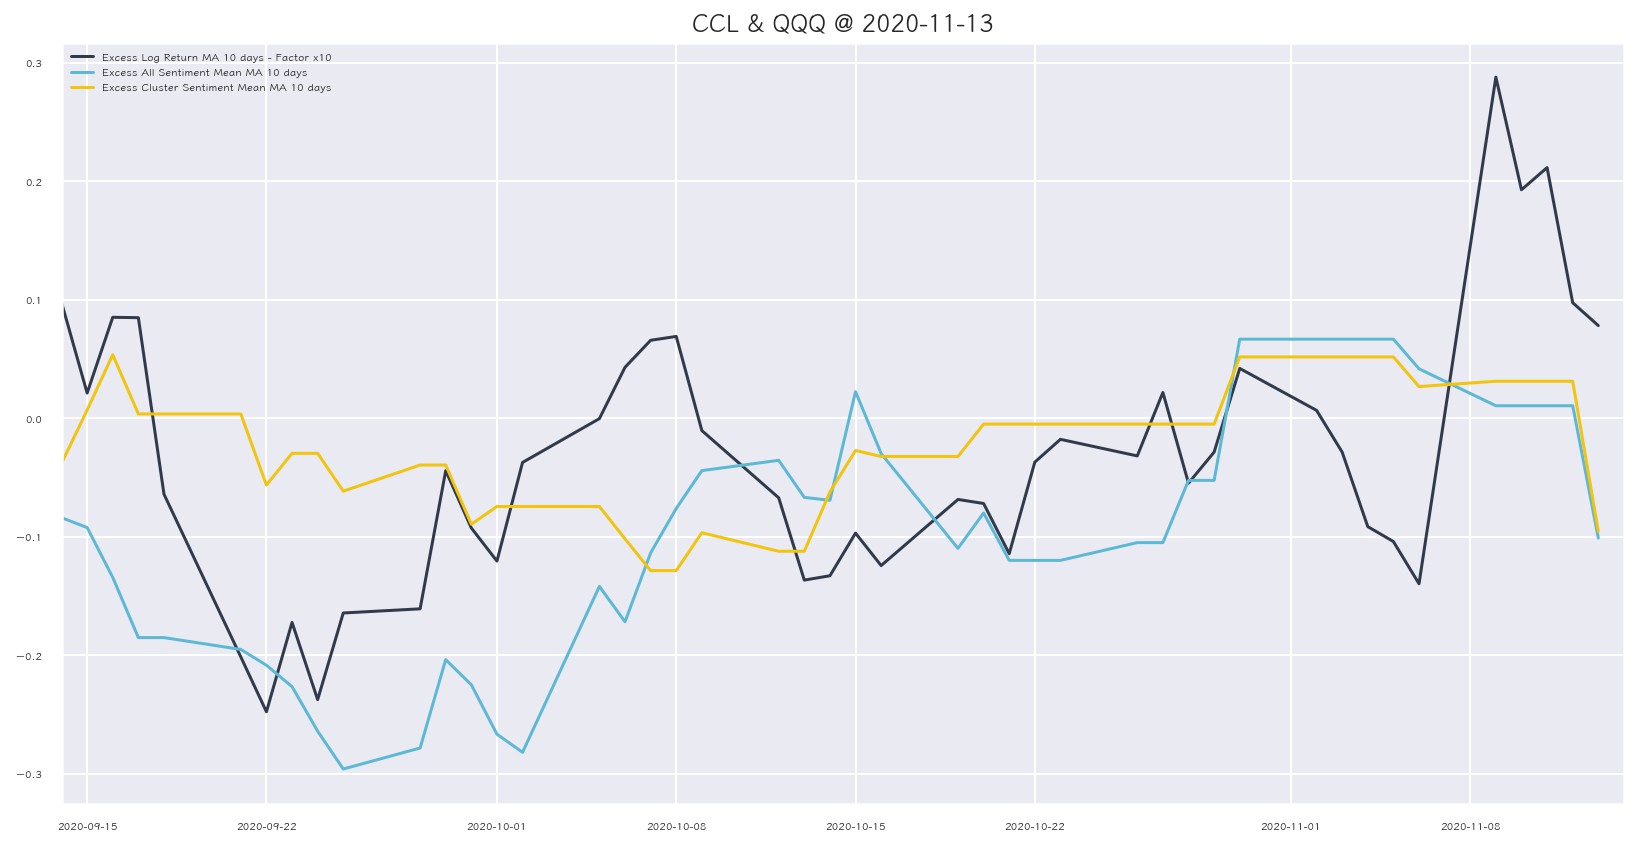 CCL & QQQ @ 2020-11-13
Excess Log Return MA 10 days - Factor x10
Excess All Sentiment Mean MA 10 days
Excess Cluster Sentiment Mean MA 10 days
0.3
0.2
0.1
0.0
−0.1
−0.2
−0.3
2020-09-15 2020-09-22 2020-10-01 2020-10-08 2020-10-15 2020-10-22 2020-11-01 2020-11-08